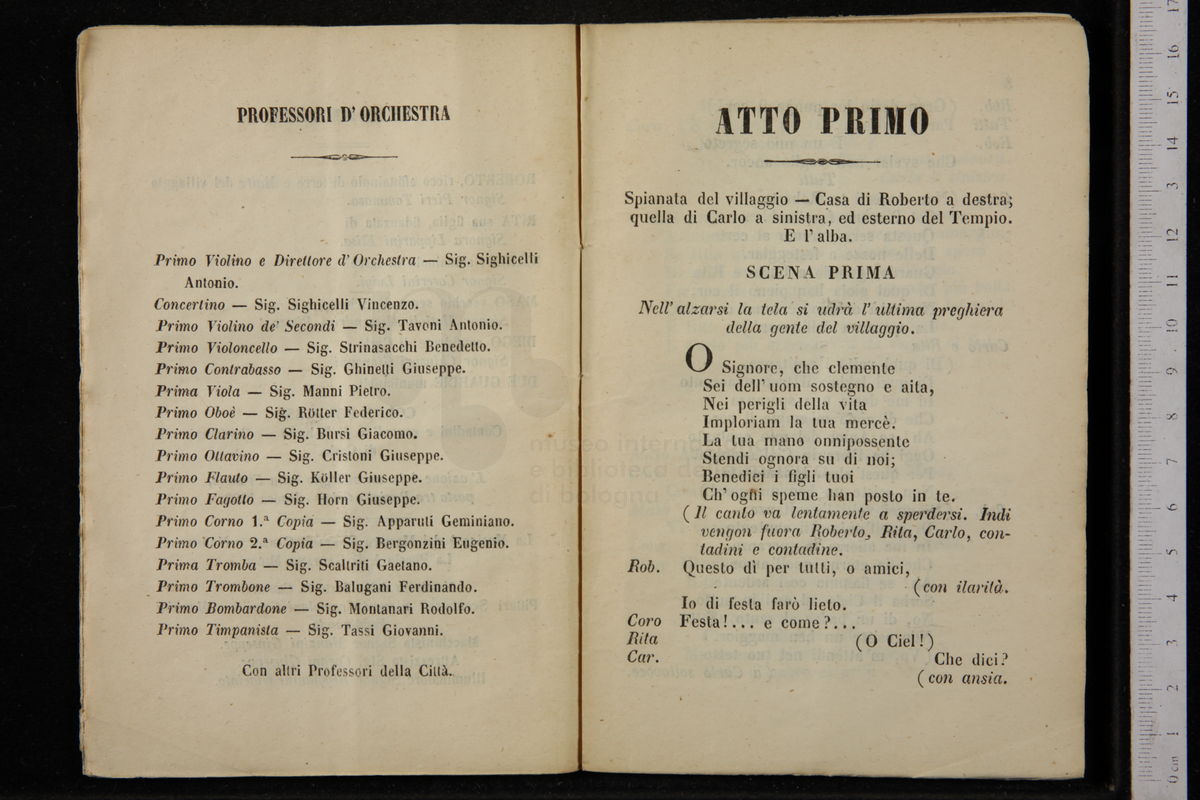 PROFESSORI D' ORCHESTRA
Primo Violino e Direttore d' Orchestra — Sig. Sighicelli
Antonio.
Concertino — Sig. Sighicelli Vincenzo.
Primo Violino de' Secondi — Sig. Tavoni Antonio.
Primo Violoncello — Sig. Strinasacchi Benedetto.
Primo Contrabasso — Sig. Ghinetti Giuseppe.
Prima Viola — Sig. Manni Pietro.
Primo Oboè — Sig. Rötter Federico.
Primo Clarino — Sig. Bursi Giacomo.
Primo Ottavino — Sig. Cristoni Giuseppe.
Primo Flauto — Sig. Köller Giuseppe.
Primo Fagotto — Sig. Horn Giuseppe.
Primo Corno 1.ª Copia — Sig. Apparuti Geminiano.
Primo Corno 2.ª Copia — Sig. Bergonzini Eugenio.
Prima Tromba — Sig. Scaltriti Gaetano.
Primo Trombone — Sig. Balugani Ferdinando.
Primo Bombardone — Sig. Montanari Rodolfo.
Primo Timpanista — Sig. Tassi Giovanni.
Con altri Professori della Città.
ATTO PRIMO
Spianata del villaggio — Casa di Roberto a destra;
quella di Carlo a sinistra, ed esterno del Tempio.
E l' alba.
SCENA PRIMA
Nell' alzarsi la tela si udrà l' ultima preghiera
della gente del villaggio.
O Signore, che clemente
Sei dell' uom sostegno e aita,
Nei perigli della vita
Imploriam la tua mercè.
La tua mano onnipossente
Stendi ognora su di noi;
Benedici i figli tuoi
Ch' ogni speme han posto in te.
(Il canto va lentamente a sperdersi. Indi
vengon fuora Roberto, Rita, Carlo, con-
tadini e contadine.
Rob. Questo dì per tutti, o amici,
(con ilarità.
Io di festa farò lieto.
Coro Festa!... e come?...
Rita (O Ciel!)
Car. Che dici?
(con ansia.
museo intern
e biblioteca de
di bologna